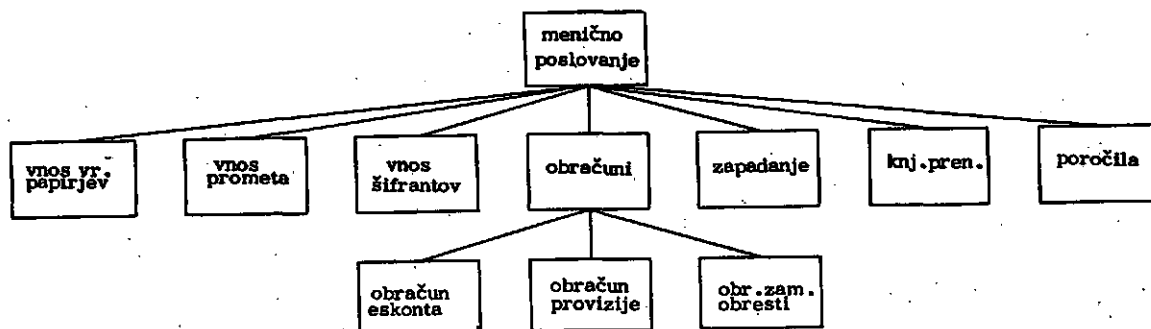 menično
poslovanje
vnos vr.
papirjev
vnos
prometa
vnos
šifrantov
obračuni
zapadanje
knj.pren.
poročila
obračun
eskonta
obračun
provizije
obr.zam.
obresti